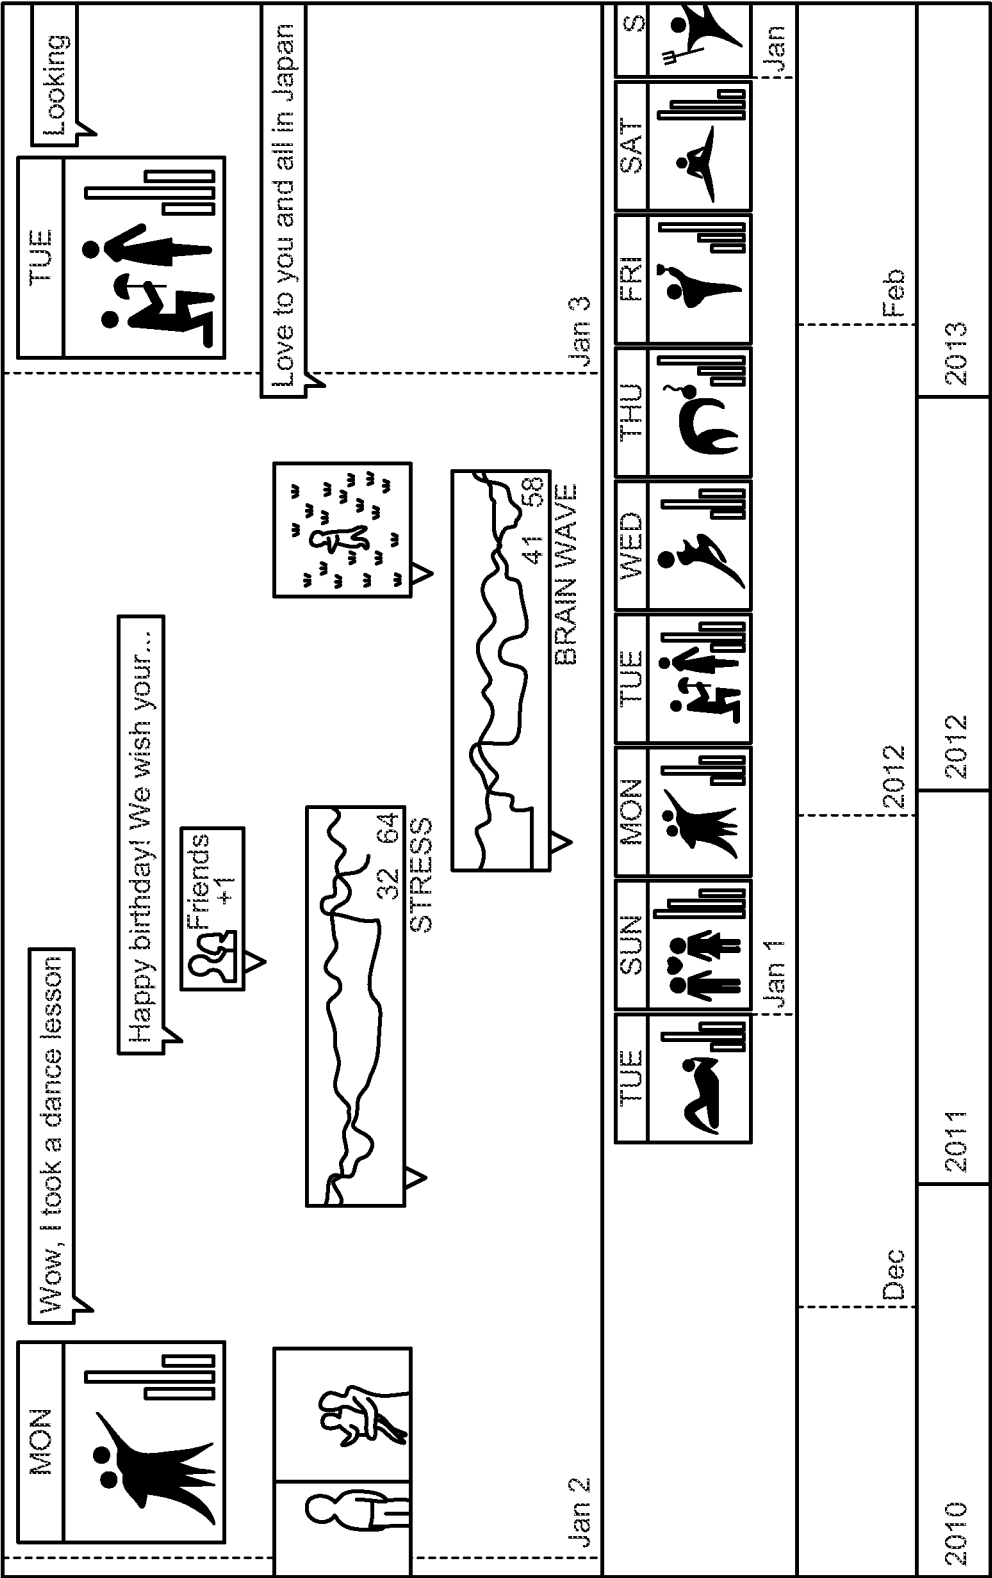 MON
Wow, I took a dance lesson
TUE
Looking
Happy birthday! We wish your...
Friends
+1
Love to you and all in Japan
32 64
STRESS
41 58
BRAIN WAVE
Jan 2
Jan 3
TUE
SUN
MON
TUE
WED
THU
FRI
SAT
S
Jan 1
Jan
Dec
2012
Feb
2010
2011
2012
2013